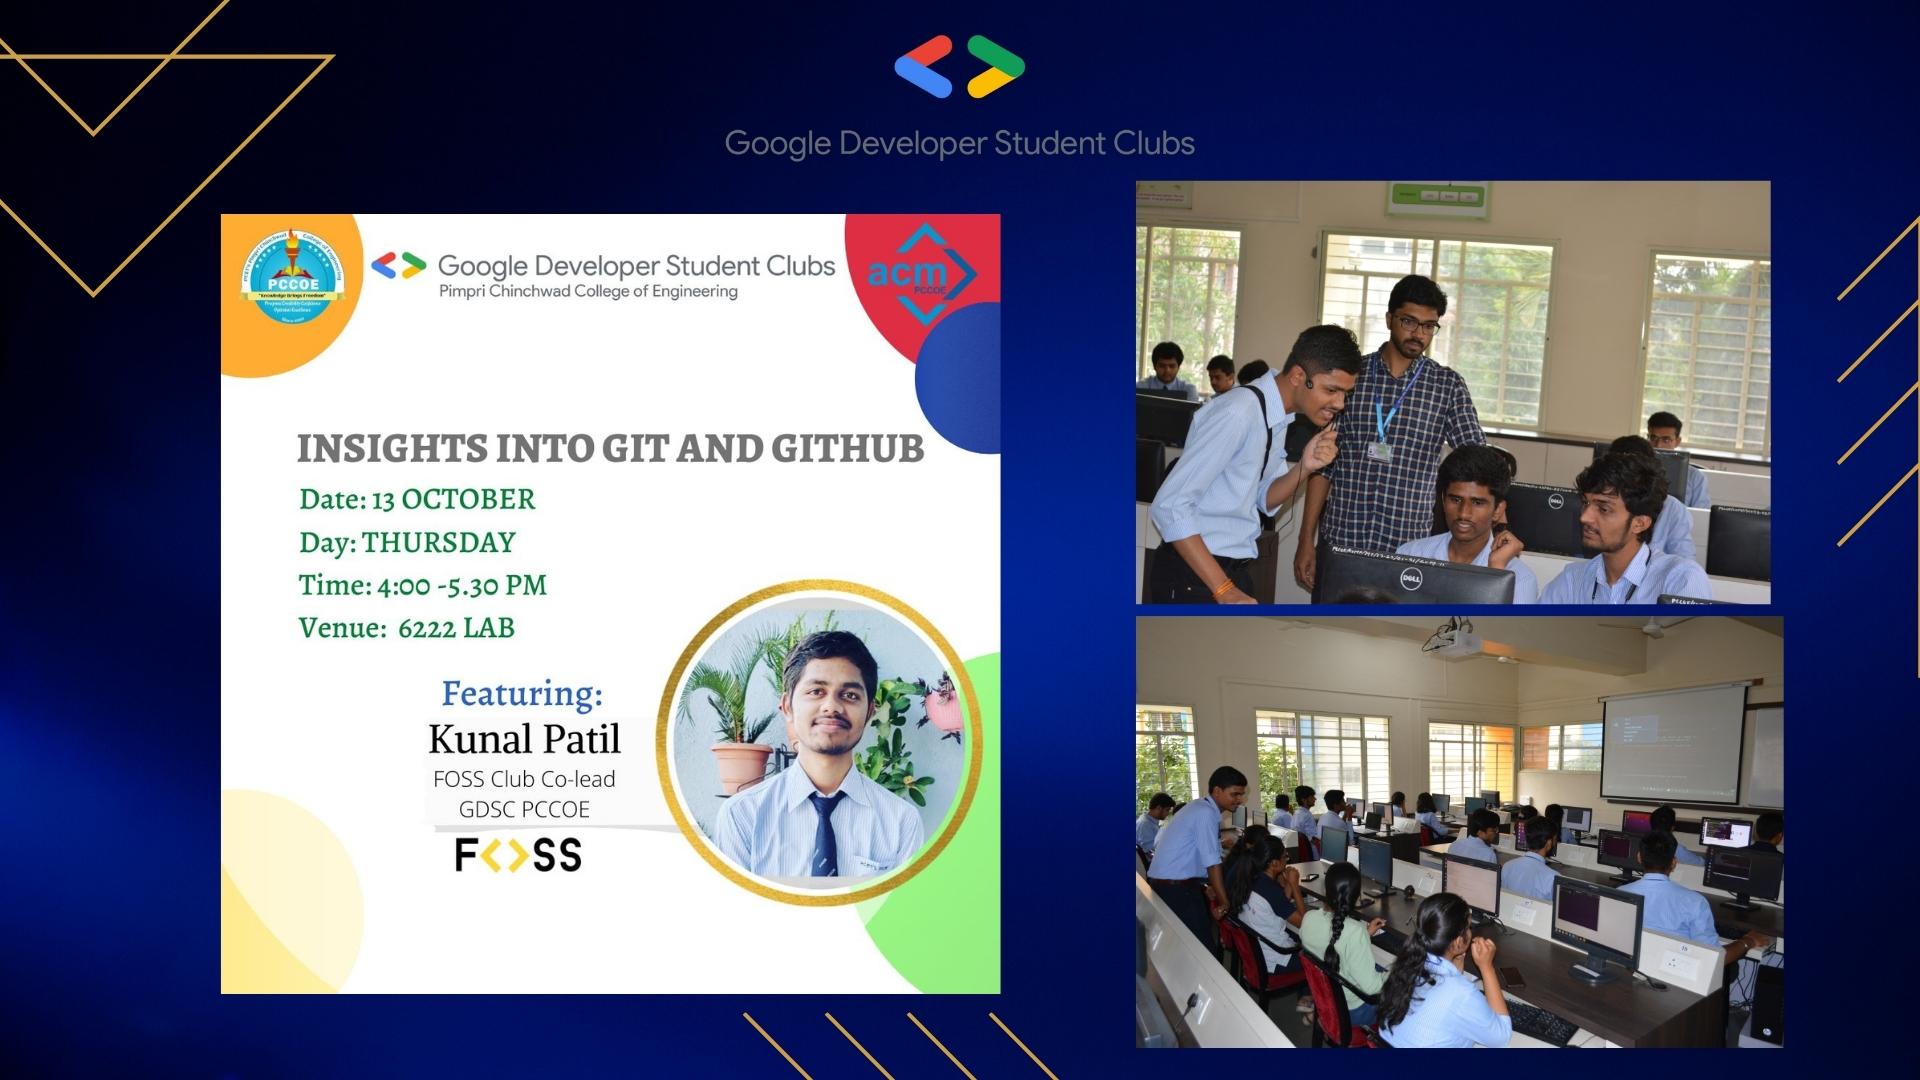 Google Developer Student Clubs
PCCOE
"Knowledge Brings Freedom"
Google Developer Student Clubs
Pimpri Chinchwad College of Engineering
acm
PCCOE
INSIGHTS INTO GIT AND GITHUB
Date: 13 OCTOBER
Day: THURSDAY
Time: 4:00 -5.30 PM
Venue: 6222 LAB
Featuring:
Kunal Patil
FOSS Club Co-lead
GDSC PCCOE
F<>SS
DELL
DELL